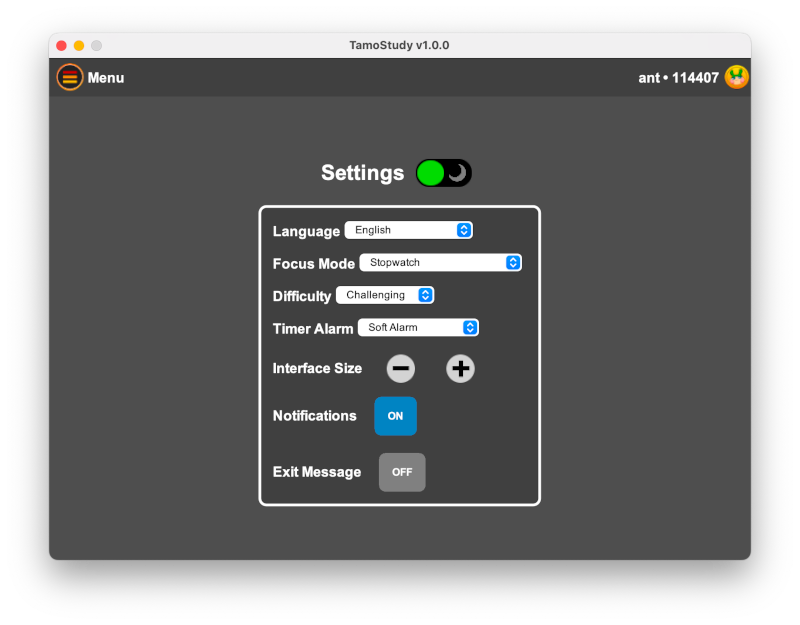 TamoStudy v1.0.0
Menu
ant • 114407
Settings
Language English
Focus Mode Stopwatch
Difficulty Challenging
Timer Alarm Soft Alarm
Interface Size
Notifications ON
Exit Message OFF